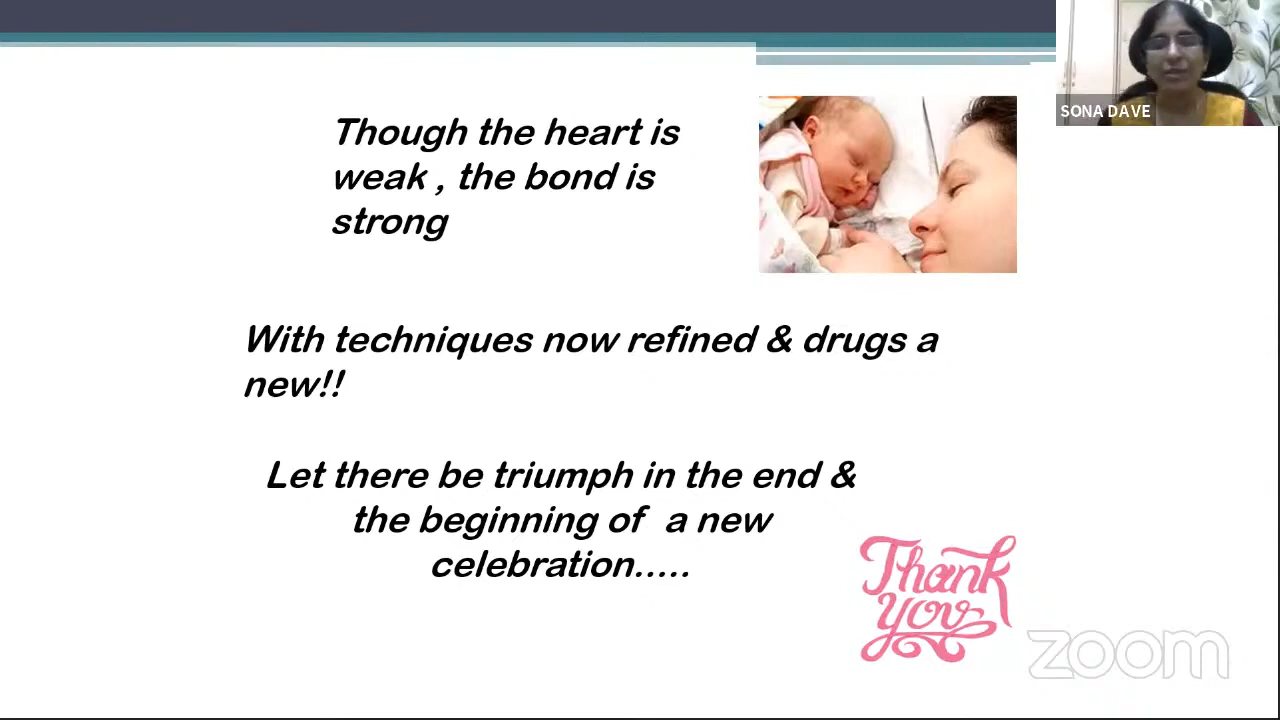 SONA DAVE
Though the heart is
weak , the bond is
strong
With techniques now refined & drugs a
new!!
Let there be triumph in the end &
the beginning of  a new
celebration.....
Thank
you
zoom